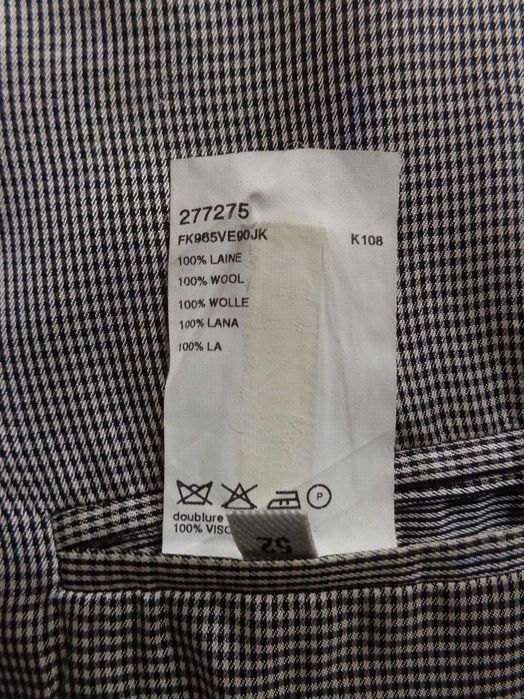 277275
FK965VE90JK K108
100% LAINE
100% WOOL
100% WOLLE
100% LANA
100% LA
P
doublure
100% VISC
52